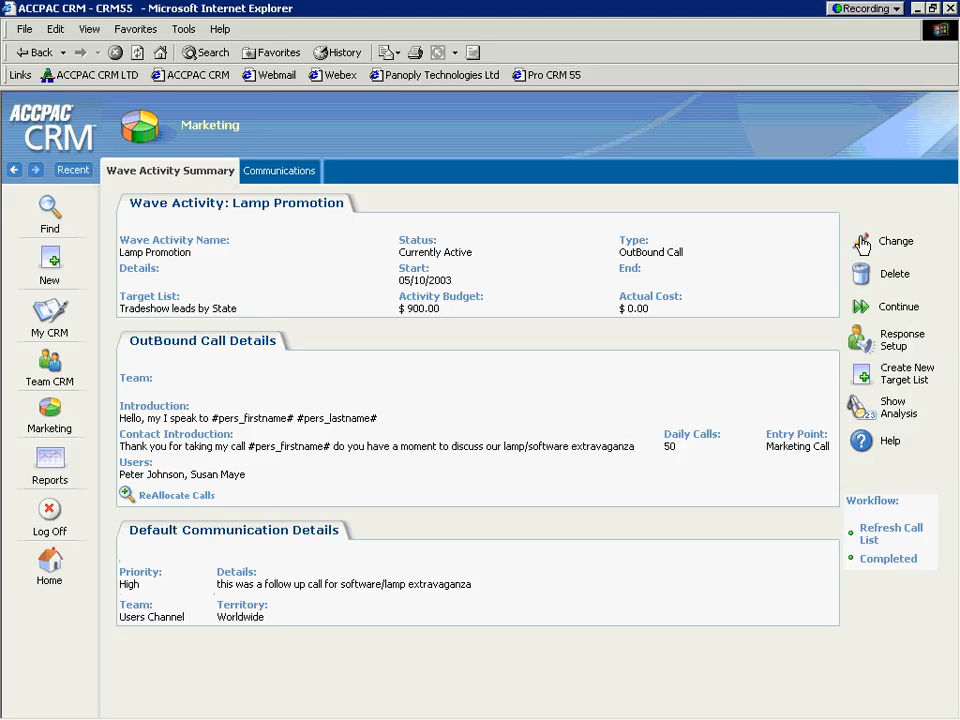 ACCPAC CRM - CRM55 - Microsoft Internet Explorer
Recording
File Edit View Favorites Tools Help
Back Search Favorites History
Links ACCPAC CRM LTD ACCPAC CRM Webmail Webex Panoply Technologies Ltd Pro CRM 55
ACCPAC
CRM
Marketing
Recent Wave Activity Summary Communications
Find
New
My CRM
Team CRM
Marketing
Reports
Log Off
Home
Wave Activity: Lamp Promotion
Wave Activity Name: Status: Type:
Lamp Promotion Currently Active OutBound Call
Details: Start: End:
05/10/2003
Target List: Activity Budget: Actual Cost:
Tradeshow leads by State $ 900.00 $ 0.00
OutBound Call Details
Team:
Introduction:
Hello, my I speak to #pers_firstname# #pers_lastname#
Contact Introduction: Daily Calls: Entry Point:
Thank you for taking my call #pers_firstname# do you have a moment to discuss our lamp/software extravaganza 50 Marketing Call
Users:
Peter Johnson, Susan Maye
ReAllocate Calls
Default Communication Details
Priority: Details:
High this was a follow up call for software/lamp extravaganza
Team: Territory:
Users Channel Worldwide
Change
Delete
Continue
Response
Setup
Create New
Target List
Show
Analysis
23
Help
Workflow:
Refresh Call
List
Completed